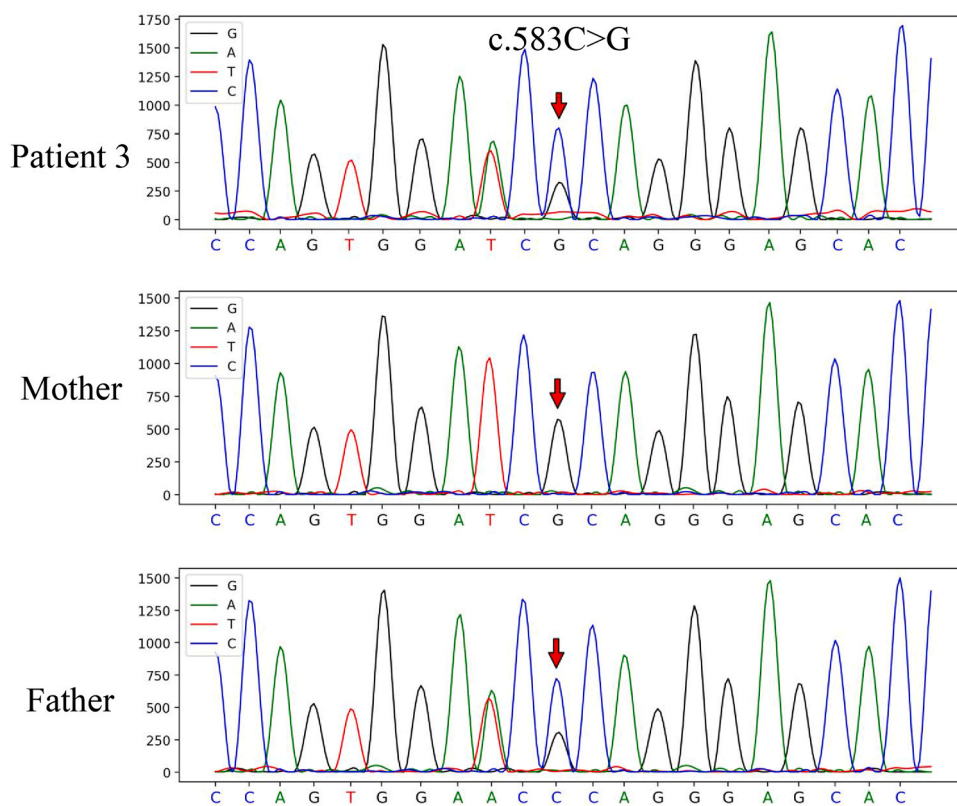 c.583C>G
Patient 3
1750
1500
1250
1000
750
500
250
0
G
A
T
C
C C A G T G G A T C G C A G G G A G C A C
Mother
1500
1250
1000
750
500
250
0
G
A
T
C
C C A G T G G A T C G C A G G G A G C A C
Father
1500
1250
1000
750
500
250
0
G
A
T
C
C C A G T G G A A C C C A G G G A G C A C